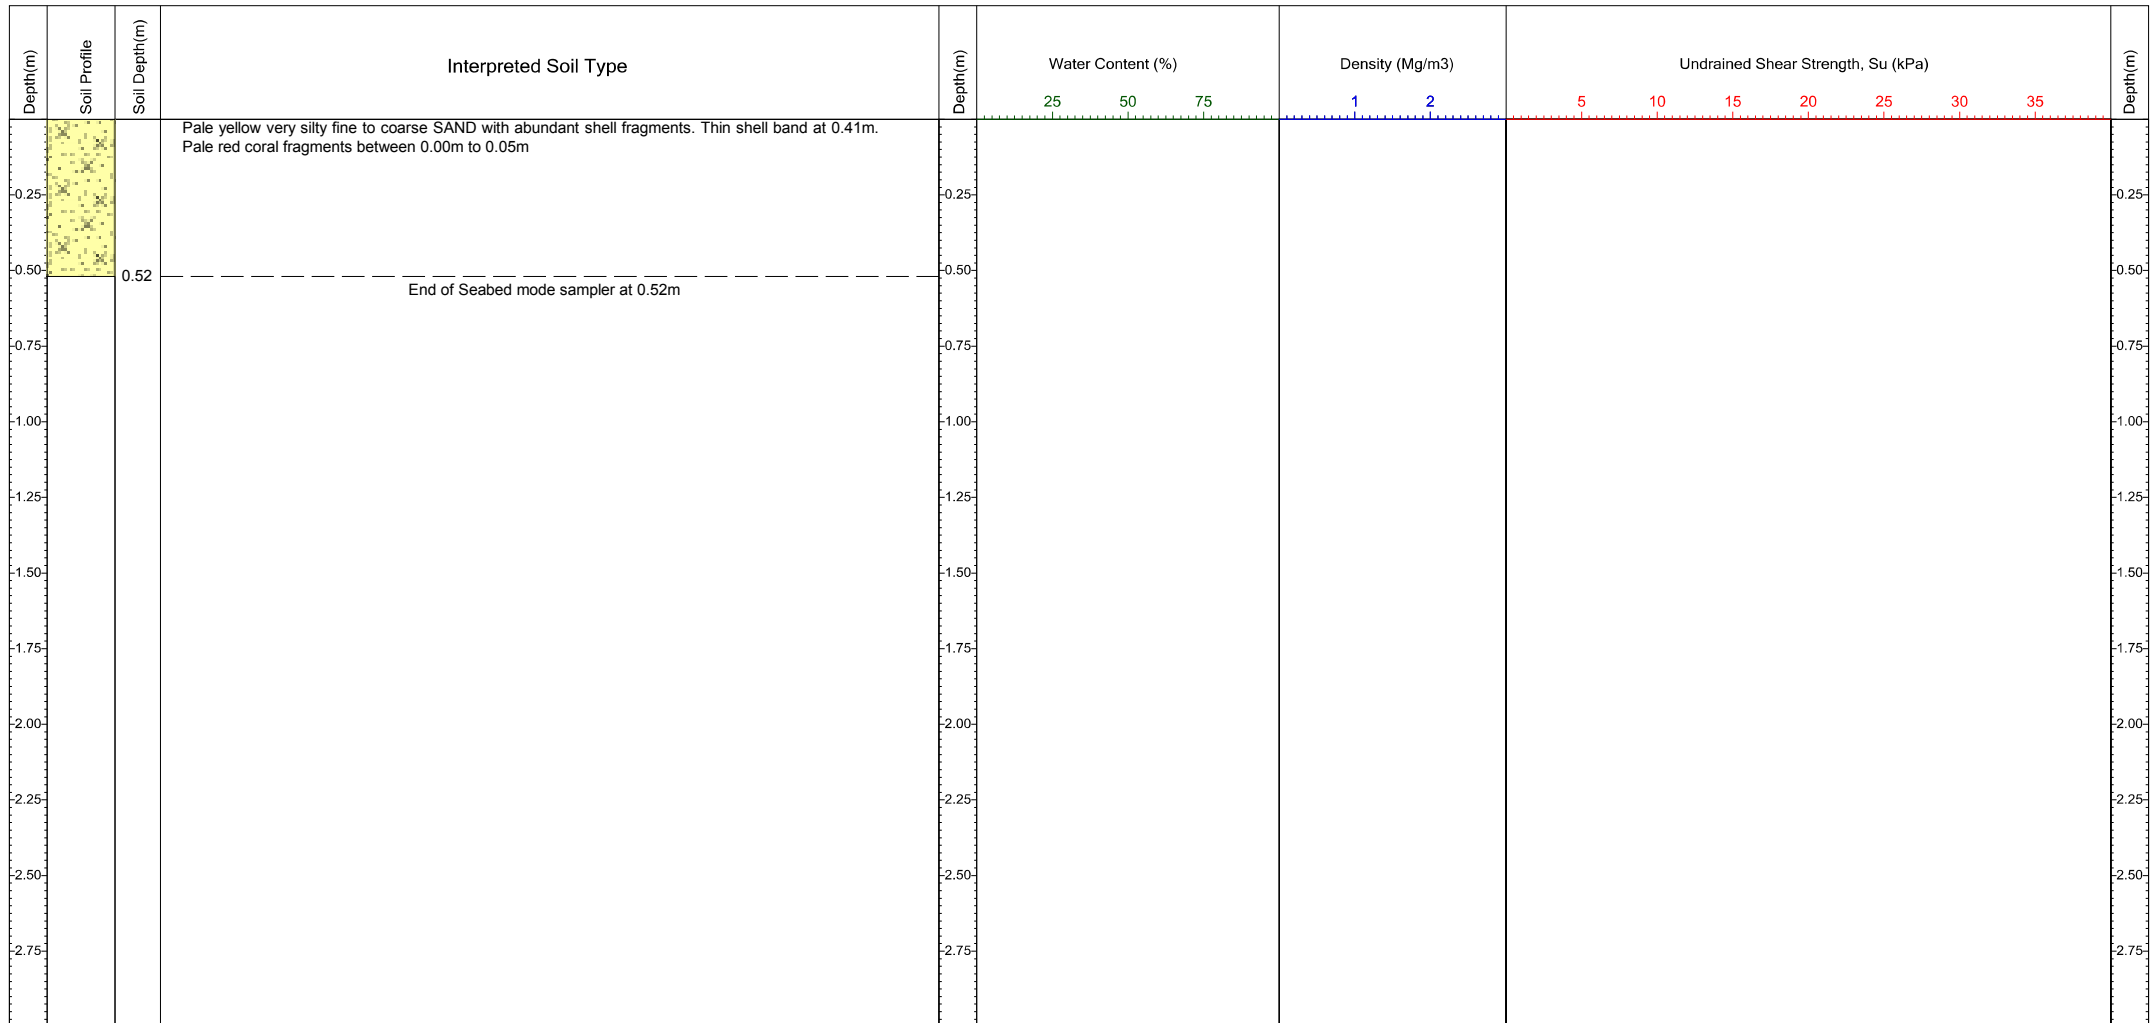 Depth(m)
Soil Profile
Soil Depth(m)
Interpreted Soil Type
Depth(m)
Water Content (%)
25 50 75
Density (Mg/m3)
1 2
Undrained Shear Strength, Su (kPa)
5 10 15 20 25 30 35
Depth(m)
Pale yellow very silty fine to coarse SAND with abundant shell fragments. Thin shell band at 0.41m.
Pale red coral fragments between 0.00m to 0.05m
0.25 0.25 0.25
0.50 0.50 0.50
0.52
End of Seabed mode sampler at 0.52m
0.75 0.75 0.75
1.00 1.00 1.00
1.25 1.25 1.25
1.50 1.50 1.50
1.75 1.75 1.75
2.00 2.00 2.00
2.25 2.25 2.25
2.50 2.50 2.50
2.75 2.75 2.75